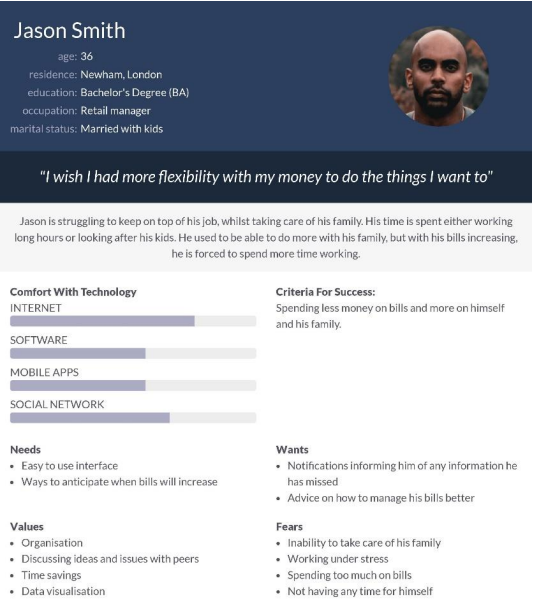 Jason Smith
age: 36
residence: Newham, London
education: Bachelor's Degree (BA)
occupation: Retail manager
marital status: Married with kids
"I wish I had more flexibility with my money to do the things I want to"
Jason is struggling to keep on top of his job, whilst taking care of his family. His time is spent either working
long hours or looking after his kids. He used to be able to do more with his family, but with his bills increasing,
he is forced to spend more time working.
Comfort With Technology
INTERNET
SOFTWARE
MOBILE APPS
SOCIAL NETWORK
Criteria For Success:
Spending less money on bills and more on himself
and his family.
Needs
• Easy to use interface
• Ways to anticipate when bills will increase
Wants
• Notifications informing him of any information he
has missed
• Advice on how to manage his bills better
Values
• Organisation
• Discussing ideas and issues with peers
• Time savings
• Data visualisation
Fears
• Inability to take care of his family
• Working under stress
• Spending too much on bills
• Not having any time for himself